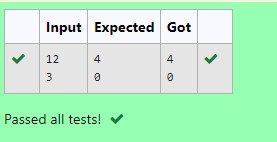 Input Expected Got
12 4 4
3 0 0
Passed all tests!